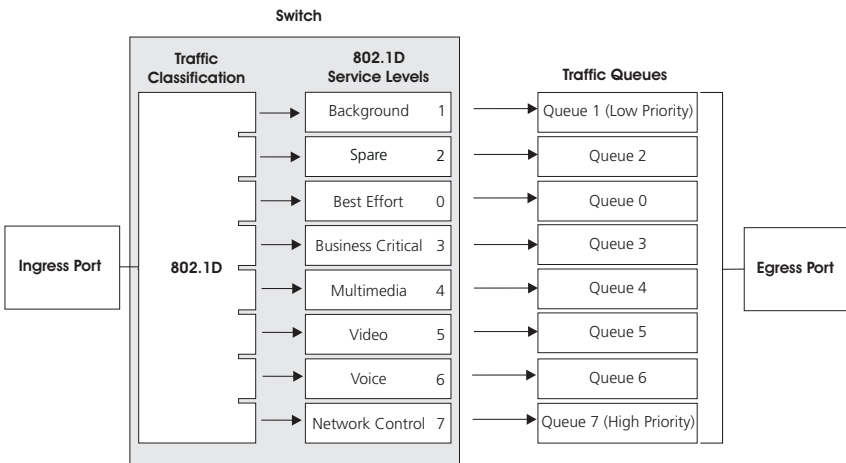 Switch
Traffic
Classification
802.1D
Service Levels
Traffic Queues
Background 1
Queue 1 (Low Priority)
Spare 2
Queue 2
Best Effort 0
Queue 0
Ingress Port
802.1D
Business Critical 3
Queue 3
Egress Port
Multimedia 4
Queue 4
Video 5
Queue 5
Voice 6
Queue 6
Network Control 7
Queue 7 (High Priority)